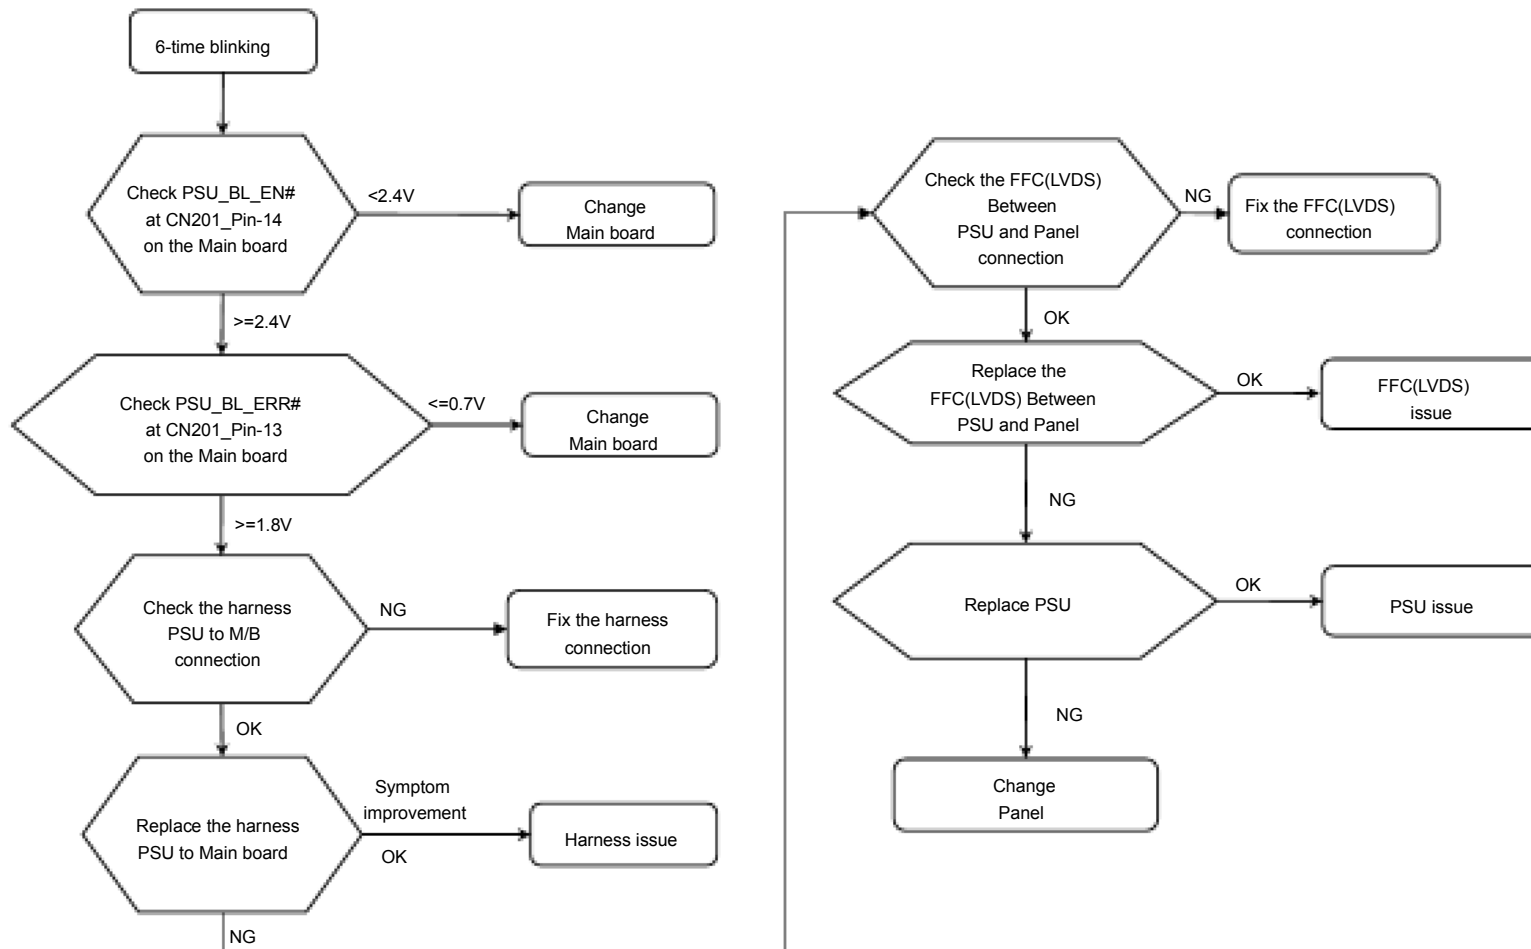 6-time blinking
Check PSU_BL_EN#
at CN201_Pin-14
on the Main board
<2.4V
Change
Main board
>=2.4V
Check PSU_BL_ERR#
at CN201_Pin-13
on the Main board
<=0.7V
Change
Main board
>=1.8V
Check the harness
PSU to M/B
connection
NG
Fix the harness
connection
OK
Replace the harness
PSU to Main board
Symptom
improvement
OK
Harness issue
NG
Check the FFC(LVDS)
Between
PSU and Panel
connection
NG
Fix the FFC(LVDS)
connection
OK
Replace the
FFC(LVDS) Between
PSU and Panel
OK
FFC(LVDS)
issue
NG
Replace PSU
OK
PSU issue
NG
Change
Panel